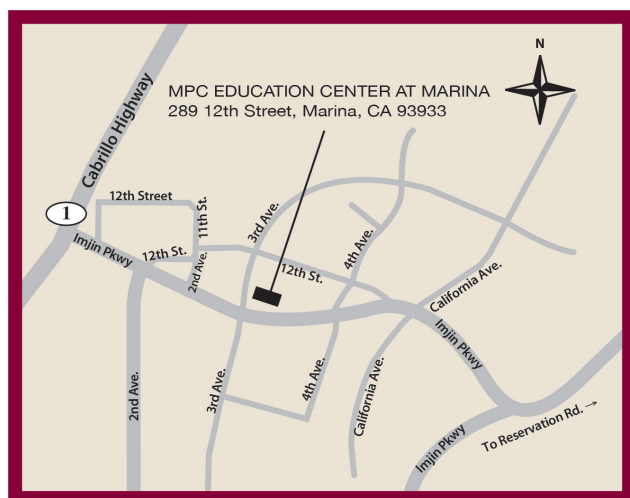 N
MPC EDUCATION CENTER AT MARINA
289 12th Street, Marina, CA 93933
Cabrillo Highway
12th Street
1
11th St.
3rd Ave.
Imjin Pkwy
12th St.
4th Ave.
2nd Ave.
12th St.
California Ave.
Imjin Pkwy
2nd Ave.
3rd Ave.
4th Ave.
California Ave.
Imjin Pkwy
To Reservation Rd. →